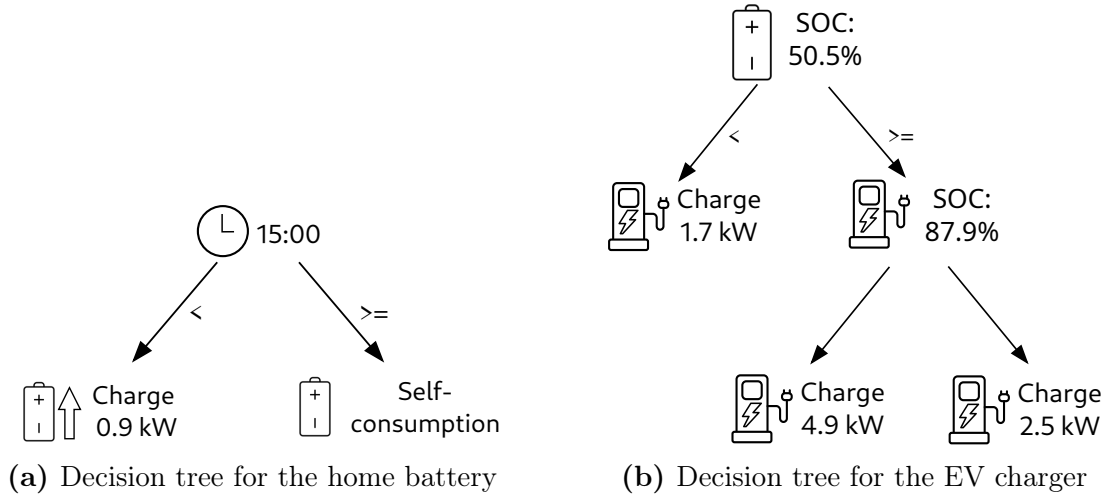 15:00
<
>=
Charge
0.9 kW
Self-
consumption
(a) Decision tree for the home battery
SOC:
50.5%
<
>=
Charge
1.7 kW
SOC:
87.9%
Charge
4.9 kW
Charge
2.5 kW
(b) Decision tree for the EV charger